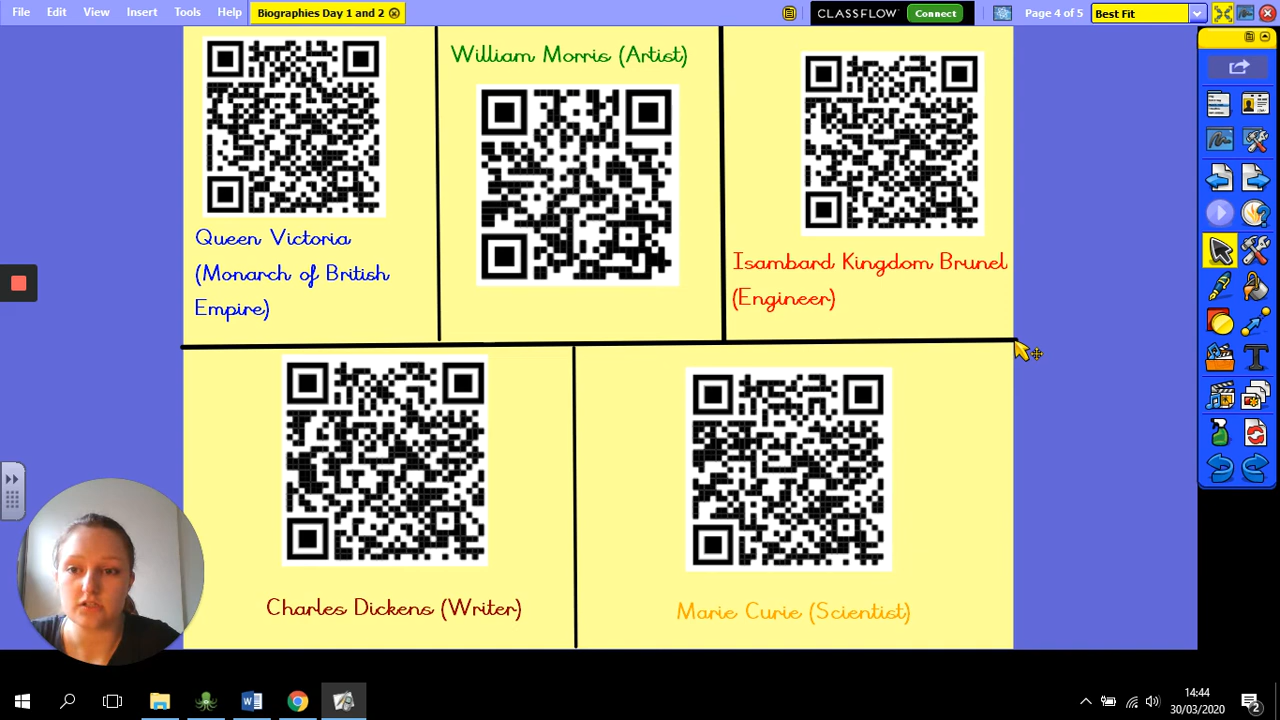 File Edit View Insert Tools Help Biographies Day 1 and 2 CLASSFLOW Connect Page 4 of 5 Best Fit
William Morris (Artist)
Queen Victoria
(Monarch of British
Empire)
Isambard Kingdom Brunel
(Engineer)
Charles Dickens (Writer)
Marie Curie (Scientist)
14:44
30/03/2020
2